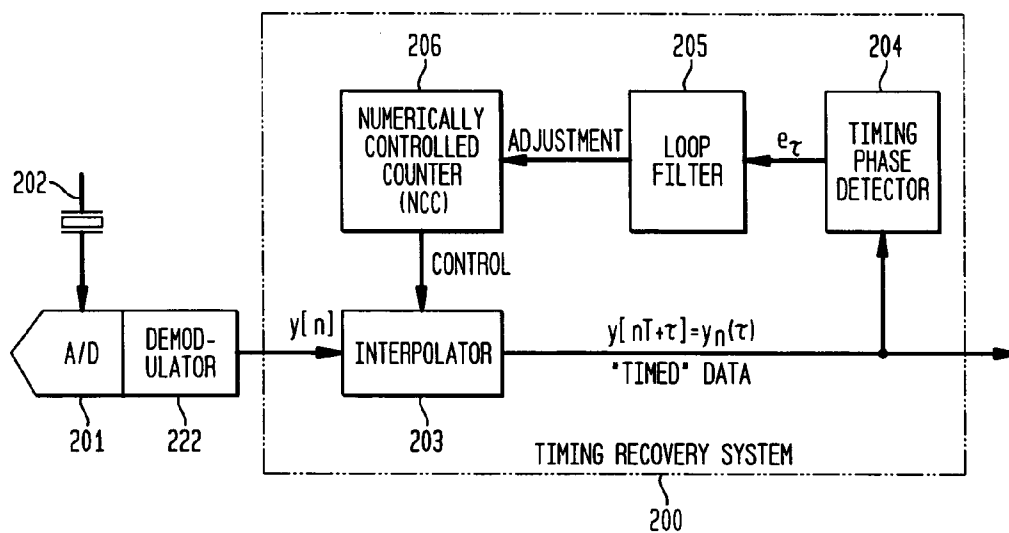 206
205
204
NUMERICALLY
CONTROLLED
COUNTER
(NCC)
ADJUSTMENT
LOOP
FILTER
eτ
TIMING
PHASE
DETECTOR
202
CONTROL
A/D
DEMOD-
ULATOR
y[n]
INTERPOLATOR
y[nT+τ]=yn(τ)
"TIMED" DATA
201
222
203
TIMING RECOVERY SYSTEM
200